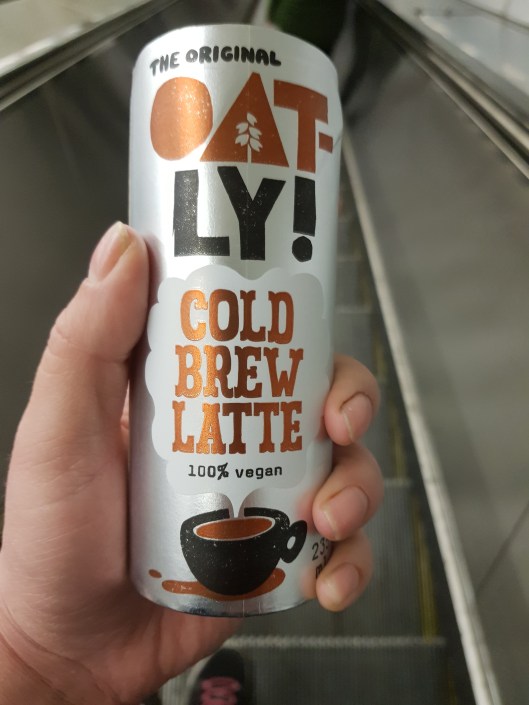 THE ORIGINAL
OAT-
LY!
COLD
BREW
LATTE
100% vegan